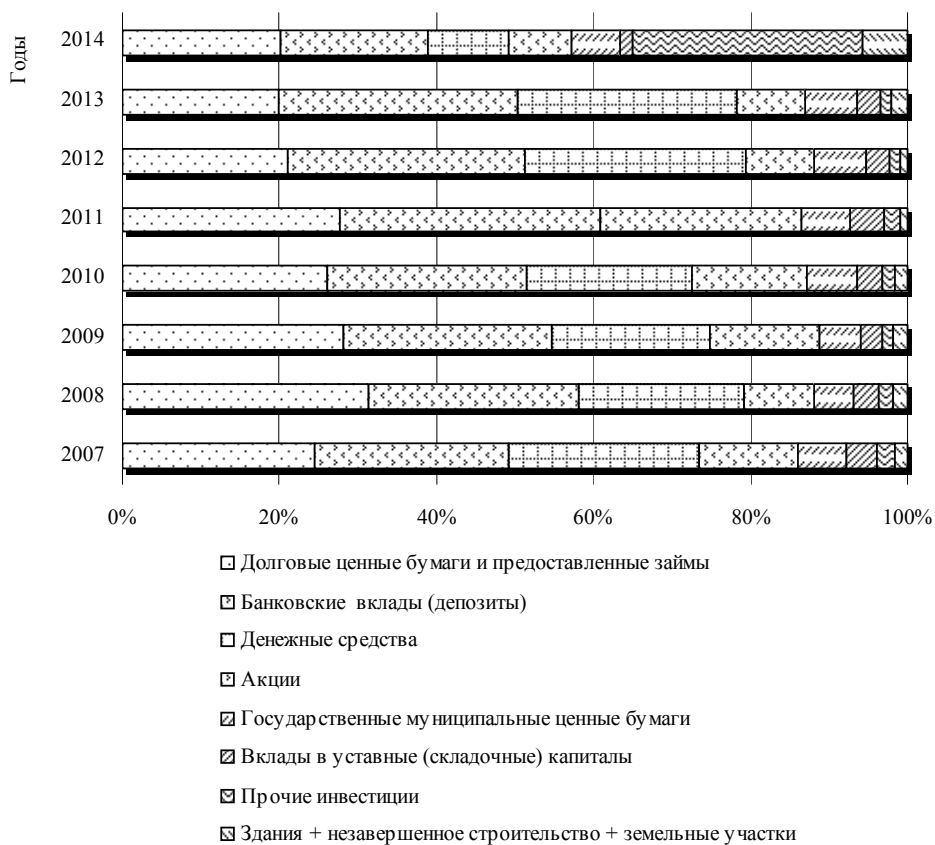 Годы
2014
2013
2012
2011
2010
2009
2008
2007
0% 20% 40% 60% 80% 100%
Долговые ценные бумаги и предоставленные займы
Банковские вклады (депозиты)
Денежные средства
Акции
Государственные муниципальные ценные бумаги
Вклады в уставные (складочные) капиталы
Прочие инвестиции
Здания + незавершенное строительство + земельные участки